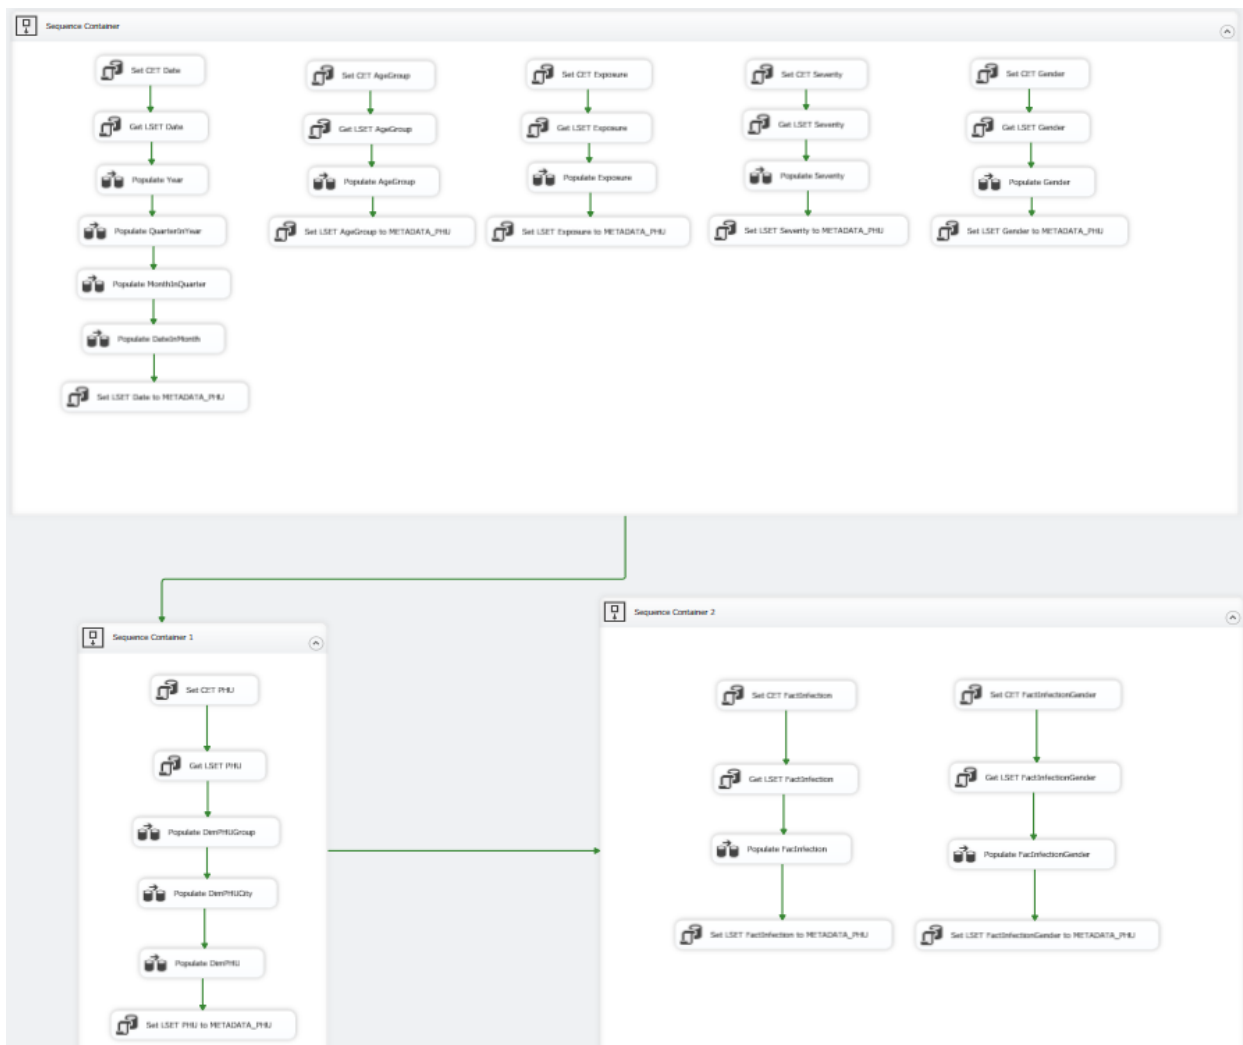 Sequence Container
Set CET Date
Get LSET Date
Populate Year
Populate QuarterInYear
Populate MonthInQuarter
Populate DateInMonth
Set LSET Date to METADATA_PHU
Set CET AgeGroup
Get LSET AgeGroup
Populate AgeGroup
Set LSET AgeGroup to METADATA_PHU
Set CET Exposure
Get LSET Exposure
Populate Exposure
Set LSET Exposure to METADATA_PHU
Set CET Severity
Get LSET Severity
Populate Severity
Set LSET Severity to METADATA_PHU
Set CET Gender
Get LSET Gender
Populate Gender
Set LSET Gender to METADATA_PHU
Sequence Container 1
Set CET PHU
Get LSET PHU
Populate DimPHUGroup
Populate DimPHUCity
Populate DimPHU
Set LSET PHU to METADATA_PHU
Sequence Container 2
Set CET FactInfection
Get LSET FactInfection
Populate FacInfection
Set LSET FactInfection to METADATA_PHU
Set CET FactInfectionGender
Get LSET FactInfectionGender
Populate FacInfectionGender
Set LSET FactInfectionGender to METADATA_PHU